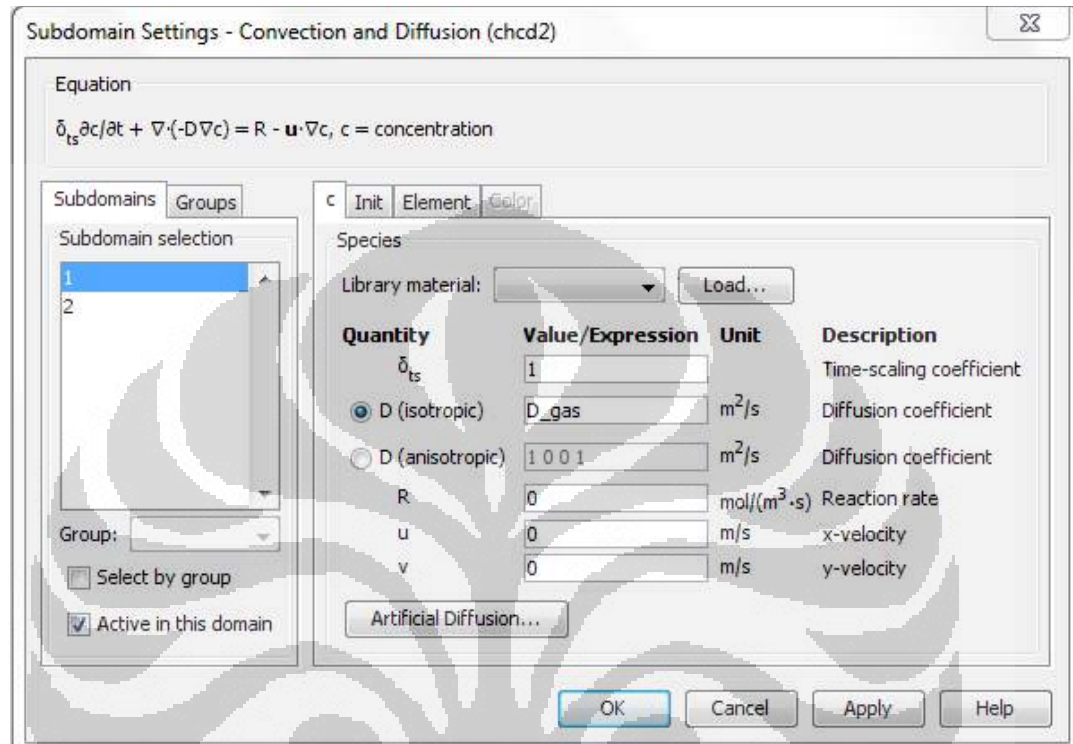 Subdomain Settings - Convection and Diffusion (chcd2)
Equation
δts∂c/∂t + ∇·(-D∇c) = R - u·∇c, c = concentration
Subdomains Groups
Subdomain selection
1
2
Group:
Select by group
Active in this domain
c Init Element Color
Species
Library material: Load...
Quantity Value/Expression Unit Description
δts 1 Time-scaling coefficient
D (isotropic) D_gas m²/s Diffusion coefficient
D (anisotropic) 1 0 0 1 m²/s Diffusion coefficient
R 0 mol/(m³·s) Reaction rate
u 0 m/s x-velocity
v 0 m/s y-velocity
Artificial Diffusion...
OK Cancel Apply Help